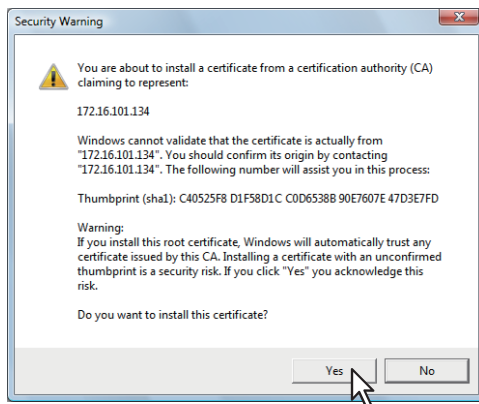 Security Warning
You are about to install a certificate from a certification authority (CA)
claiming to represent:
172.16.101.134
Windows cannot validate that the certificate is actually from
"172.16.101.134". You should confirm its origin by contacting
"172.16.101.134". The following number will assist you in this process:
Thumbprint (sha1): C40525F8 D1F58D1C C0D6538B 90E7607E 47D3E7FD
Warning:
If you install this root certificate, Windows will automatically trust any
certificate issued by this CA. Installing a certificate with an unconfirmed
thumbprint is a security risk. If you click "Yes" you acknowledge this
risk.
Do you want to install this certificate?
Yes No